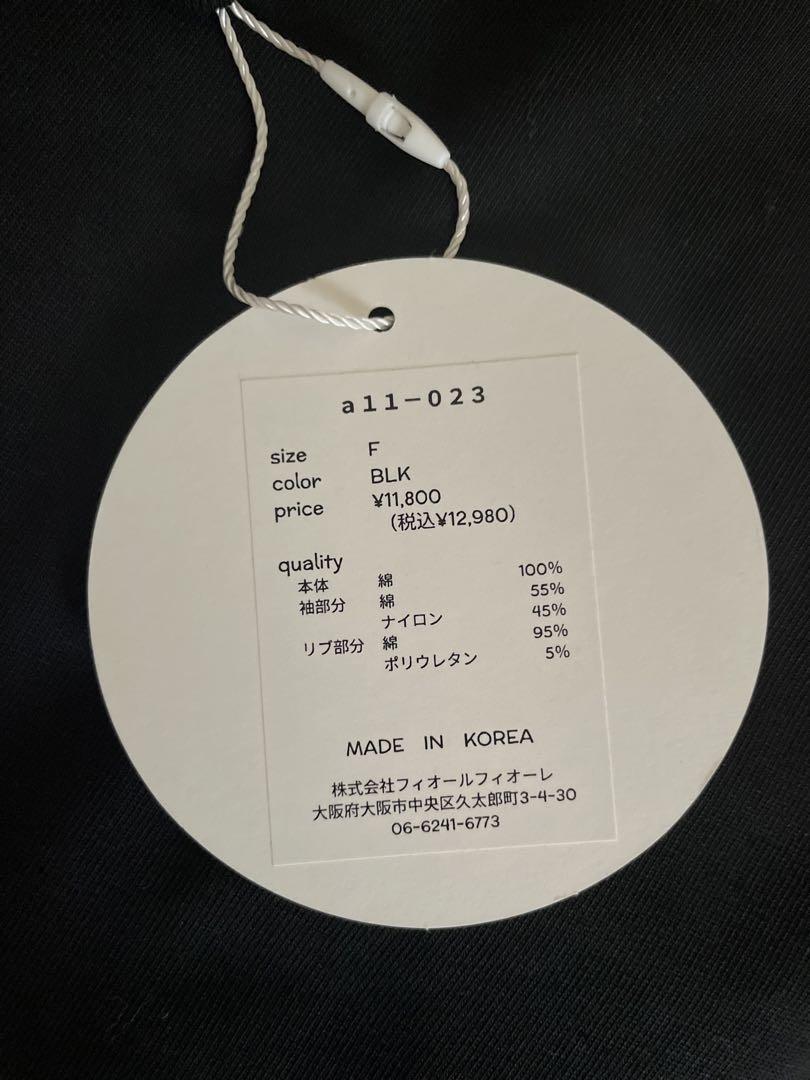 a11－023
size F
color BLK
price ¥11,800
(税込¥12,980)
quality
本体 綿 100%
袖部分 綿 55%
ナイロン 45%
リブ部分 綿 95%
ポリウレタン 5%
MADE IN KOREA
株式会社フィオールフィオーレ
大阪府大阪市中央区久太郎町3-4-30
06-6241-6773